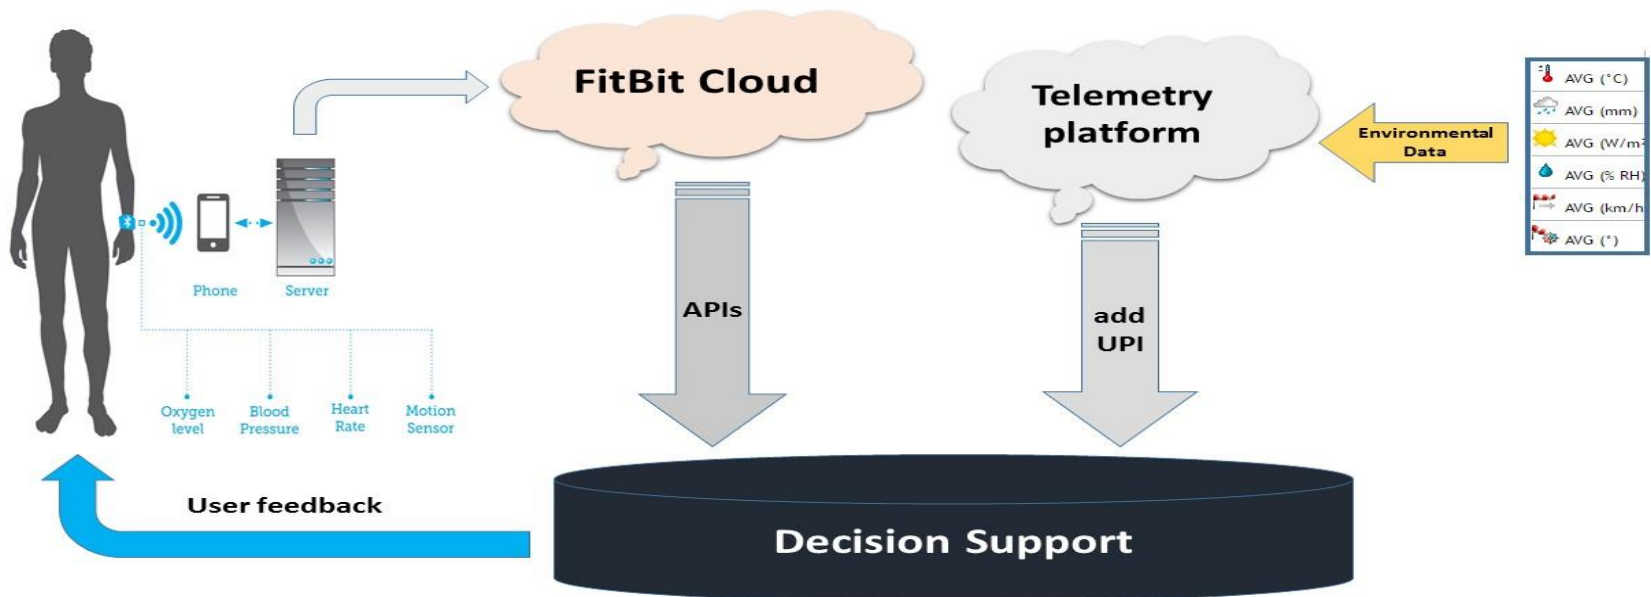 FitBit Cloud
Telemetry
platform
Environmental
Data
AVG (°C)
AVG (mm)
AVG (W/m²
AVG (% RH)
AVG (km/h
AVG (°)
Phone
Server
APIs
add
UPI
Oxygen
level
Blood
Pressure
Heart
Rate
Motion
Sensor
User feedback
Decision Support